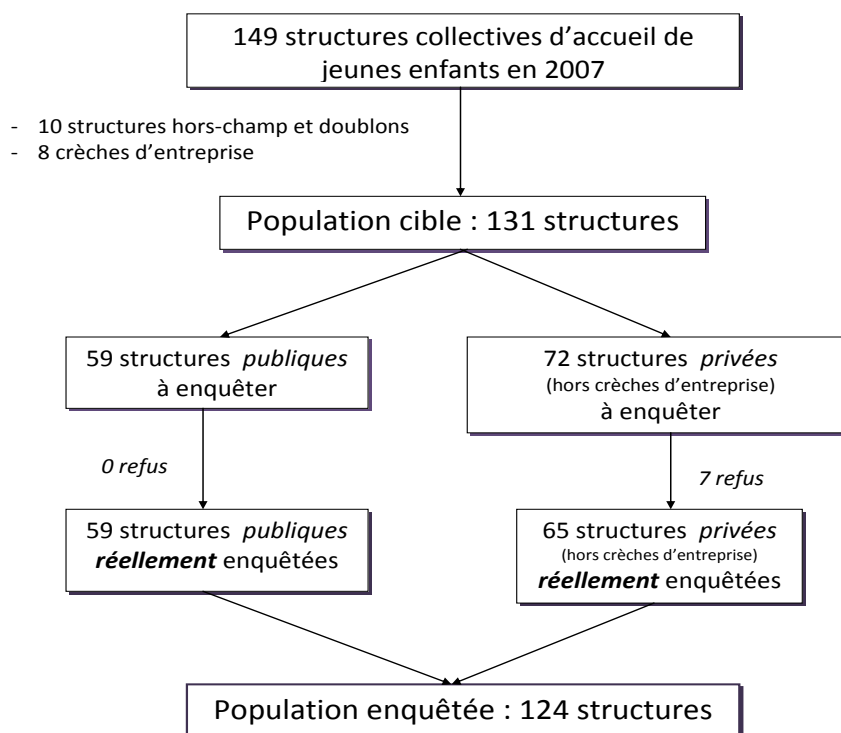 149 structures collectives d’accueil de
jeunes enfants en 2007
- 10 structures hors-champ et doublons
- 8 crèches d’entreprise
Population cible : 131 structures
59 structures publiques
à enquêter
72 structures privées
(hors crèches d’entreprise)
à enquêter
0 refus
7 refus
59 structures publiques
réellement enquêtées
65 structures privées
(hors crèches d’entreprise)
réellement enquêtées
Population enquêtée : 124 structures